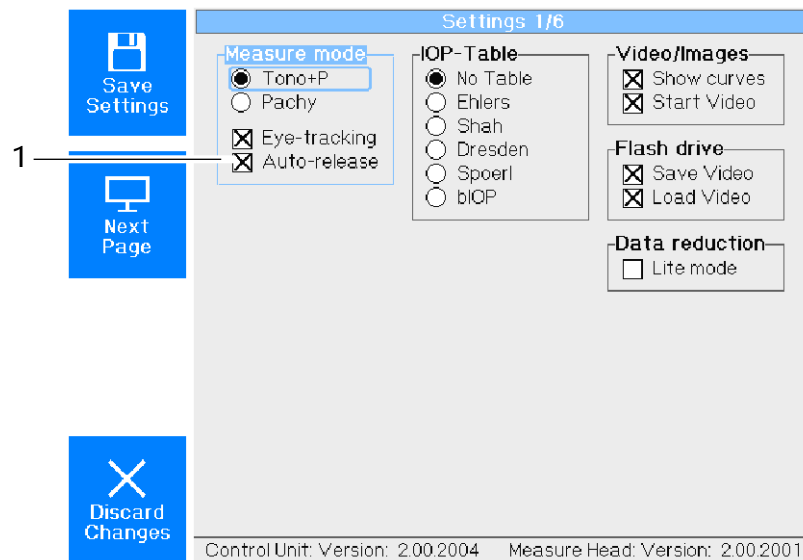 Settings 1/6
Save
Settings
Next
Page
Discard
Changes
1
Measure mode
Tono+P
Pachy
Eye-tracking
Auto-release
IOP-Table
No Table
Ehlers
Shah
Dresden
Spoerl
bIOP
Video/Images
Show curves
Start Video
Flash drive
Save Video
Load Video
Data reduction
Lite mode
Control Unit: Version: 2.00.2004 Measure Head: Version: 2.00.2001